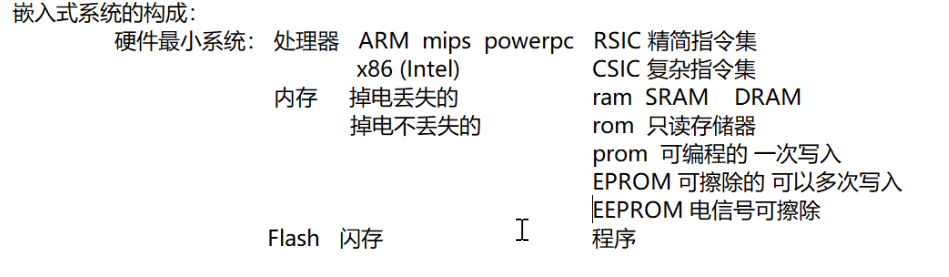 嵌入式系统的构成：
硬件最小系统： 处理器 ARM mips powerpc RSIC 精简指令集
x86 (Intel) CSIC 复杂指令集
内存 掉电丢失的 ram SRAM DRAM
掉电不丢失的 rom 只读存储器
prom 可编程的 一次写入
EPROM 可擦除的 可以多次写入
EEPROM 电信号可擦除
Flash 闪存 程序